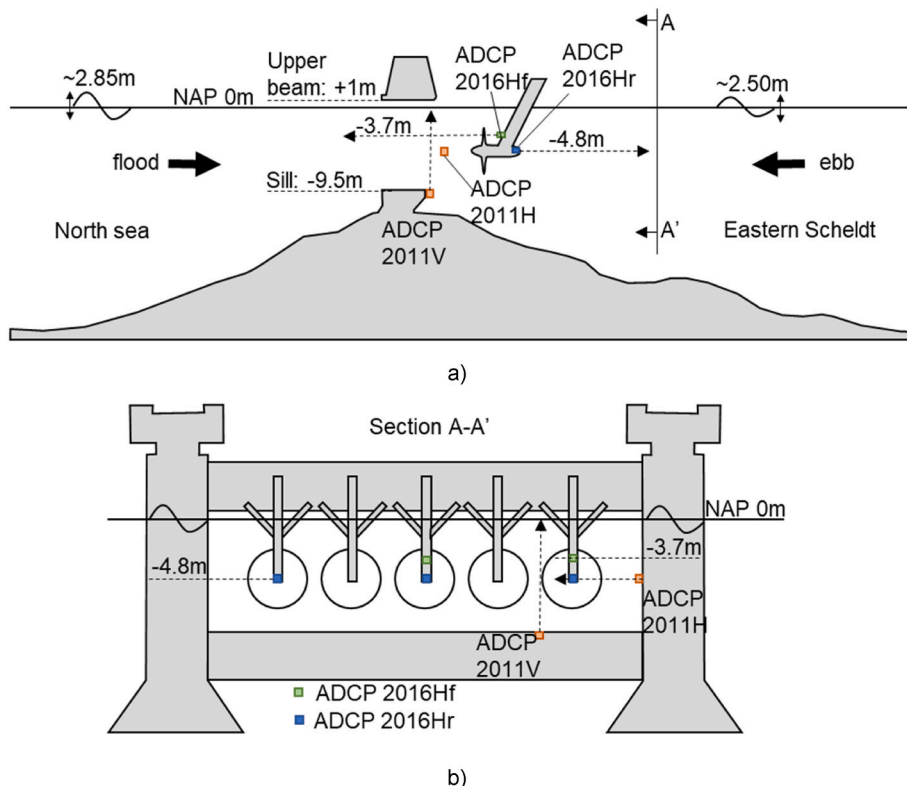 A
Upper
beam: +1m
ADCP
2016Hf
ADCP
2016Hr
~2.85m
~2.50m
NAP 0m
-3.7m
-4.8m
flood
ebb
Sill: -9.5m
ADCP
2011H
North sea
ADCP
2011V
A’
Eastern Scheldt
a)
Section A-A’
NAP 0m
-3.7m
-4.8m
ADCP
2011H
ADCP
2011V
ADCP 2016Hf
ADCP 2016Hr
b)